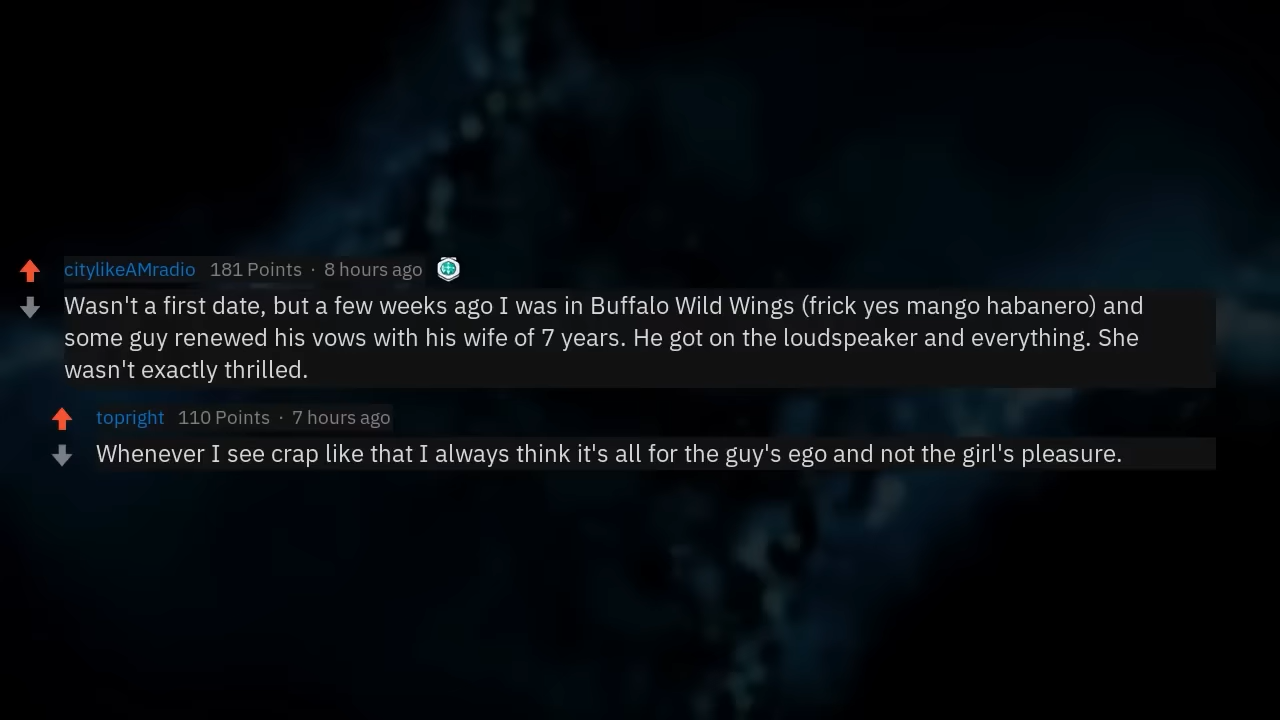 citylikeAMradio 181 Points · 8 hours ago
Wasn't a first date, but a few weeks ago I was in Buffalo Wild Wings (frick yes mango habanero) and
some guy renewed his vows with his wife of 7 years. He got on the loudspeaker and everything. She
wasn't exactly thrilled.
topright 110 Points · 7 hours ago
Whenever I see crap like that I always think it's all for the guy's ego and not the girl's pleasure.